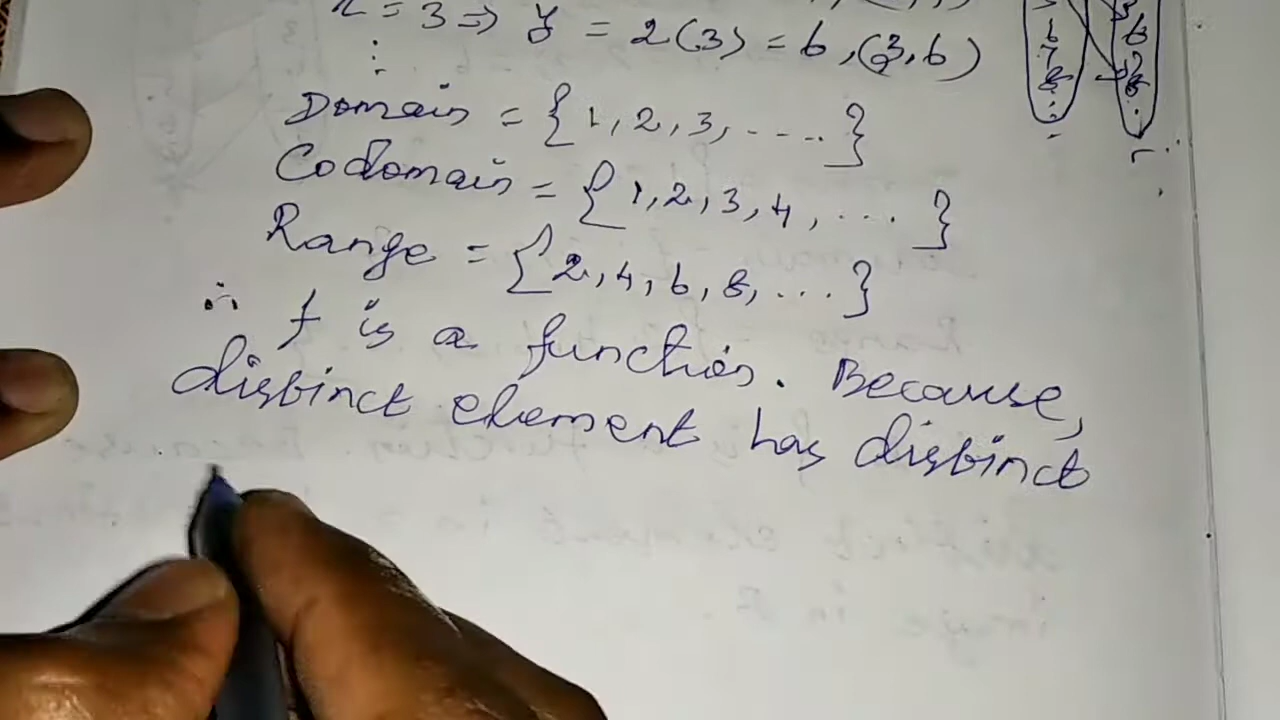 x = 3 ⇒ y = 2(3) = 6, (3, 6)
⋮
Domain = {1, 2, 3, ....}
Codomain = {1, 2, 3, 4, ... }
Range = {2, 4, 6, 8, ... }
∴ f is a function. Because,
distinct element has distinct